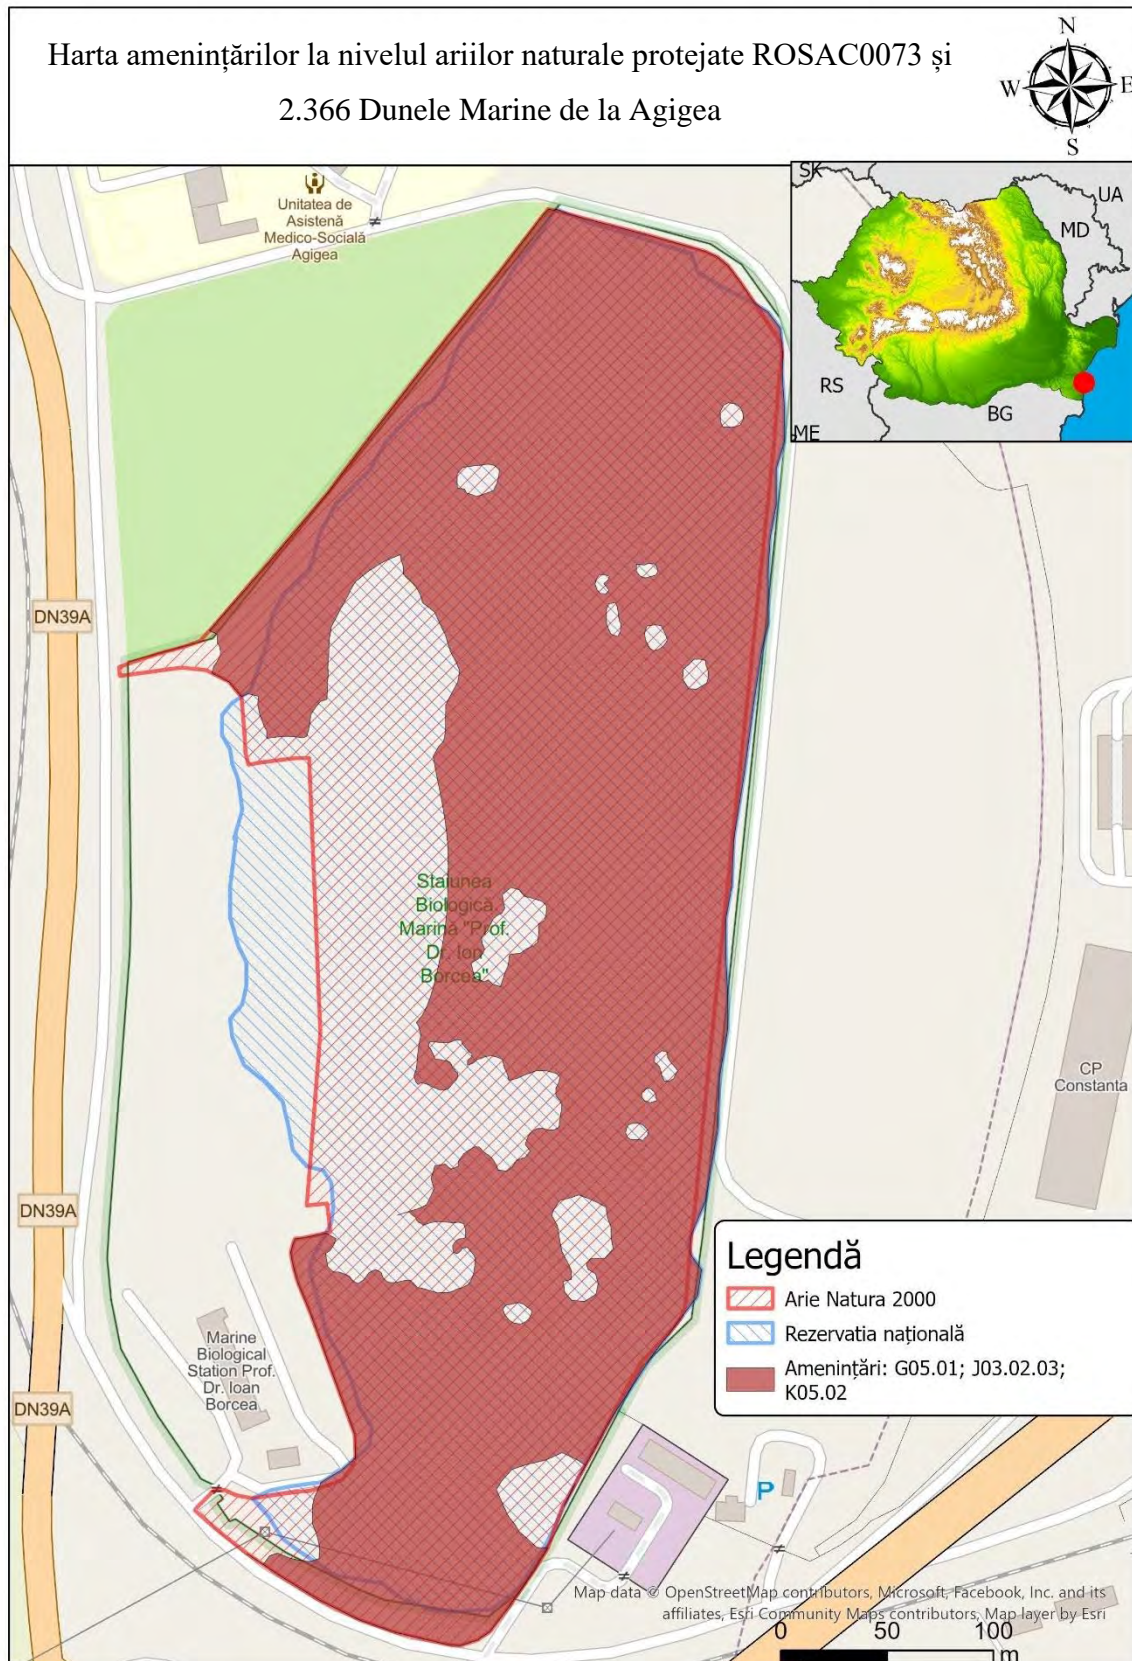 Harta amenințărilor la nivelul ariilor naturale protejate ROSAC0073 și
2.366 Dunele Marine de la Agigea
N
W
E
S
SK
UA
MD
RS
BG
ME
Unitatea de
Asistenă
Medico-Socială
Agigea
DN39A
Staiunea
Biologică
Marină "Prof.
Dr. Ion
Borcea"
CP
Constanta
DN39A
Marine
Biological
Station Prof.
Dr. Ioan
Borcea
DN39A
Legendă
Arie Natura 2000
Rezervatia națională
Amenințări: G05.01; J03.02.03;
K05.02
P
Map data © OpenStreetMap contributors, Microsoft, Facebook, Inc. and its
affiliates, Esri Community Maps contributors, Map layer by Esri
0 50 100
m